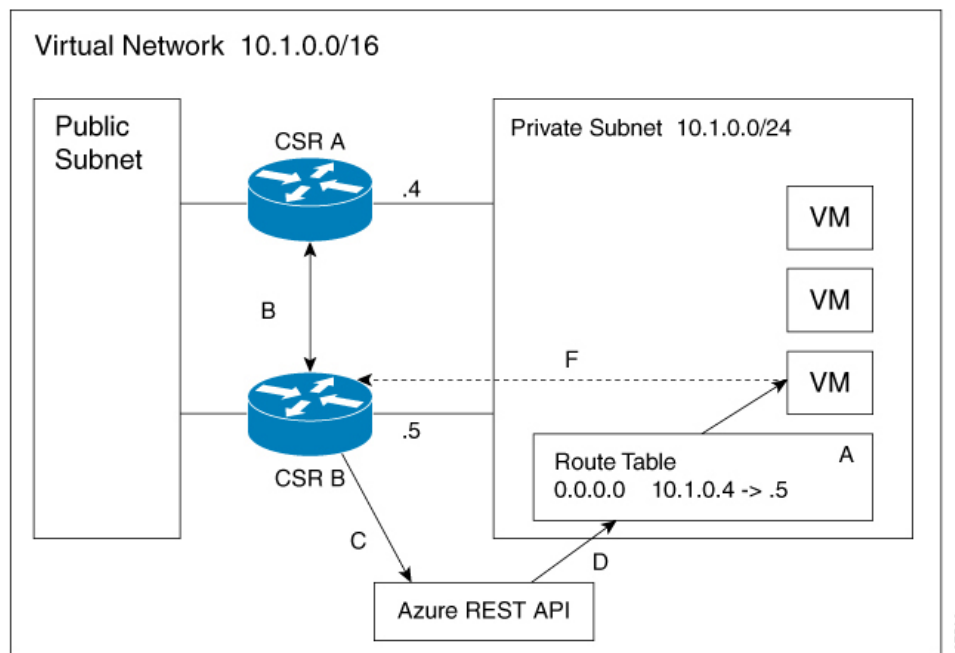 Virtual Network 10.1.0.0/16
Public
Subnet
CSR A
.4
Private Subnet 10.1.0.0/24
VM
VM
B
F
VM
.5
CSR B
Route Table
A
0.0.0.0 10.1.0.4 -> .5
C
D
Azure REST API